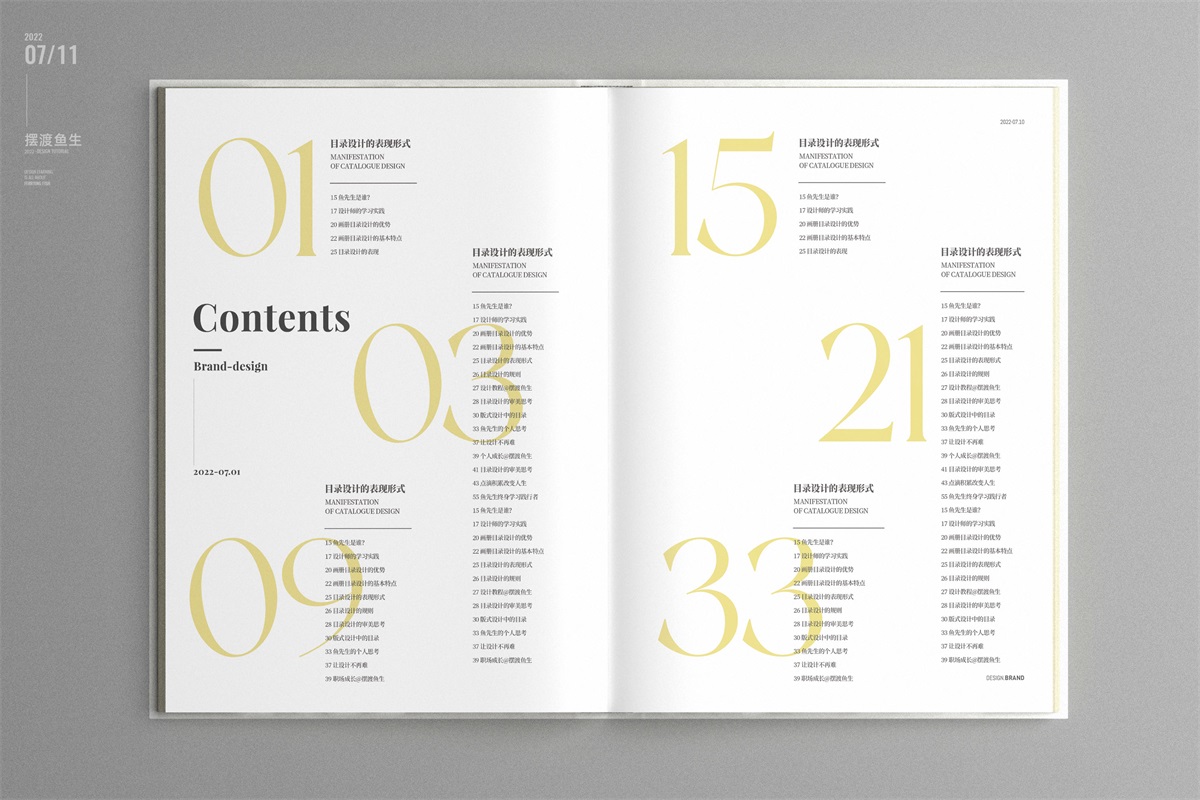 2022
07/11
摆渡鱼生
01
目录设计的表现形式
MANIFESTATION
OF CATALOGUE DESIGN
15 鱼先生是谁?
17 设计师的学习实践
20 画册目录设计的优势
22 画册目录设计的基本特点
25 目录设计的表现
Contents
Brand-design
2022-07.01
03
目录设计的表现形式
MANIFESTATION
OF CATALOGUE DESIGN
15 鱼先生是谁?
17 设计师的学习实践
20 画册目录设计的优势
22 画册目录设计的基本特点
25 目录设计的表现形式
26 目录设计的规则
27 设计教程@摆渡鱼生
28 目录设计的审美思考
30 版式设计中的目录
33 鱼先生的个人思考
37 让设计不再难
39 个人成长@摆渡鱼生
41 目录设计的审美思考
43 点滴积累改变人生
55 鱼先生终身学习践行者
15 鱼先生是谁?
17 设计师的学习实践
20 画册目录设计的优势
22 画册目录设计的基本特点
25 目录设计的表现形式
26 目录设计的规则
27 设计教程@摆渡鱼生
28 目录设计的审美思考
30 版式设计中的目录
33 鱼先生的个人思考
37 让设计不再难
39 职场成长@摆渡鱼生
09
目录设计的表现形式
MANIFESTATION
OF CATALOGUE DESIGN
15 鱼先生是谁?
17 设计师的学习实践
20 画册目录设计的优势
22 画册目录设计的基本特点
25 目录设计的表现形式
26 目录设计的规则
28 目录设计的审美思考
30 版式设计中的目录
33 鱼先生的个人思考
37 让设计不再难
39 职场成长@摆渡鱼生
2022-07.10
15
目录设计的表现形式
MANIFESTATION
OF CATALOGUE DESIGN
15 鱼先生是谁?
17 设计师的学习实践
20 画册目录设计的优势
22 画册目录设计的基本特点
25 目录设计的表现
21
目录设计的表现形式
MANIFESTATION
OF CATALOGUE DESIGN
15 鱼先生是谁?
17 设计师的学习实践
20 画册目录设计的优势
22 画册目录设计的基本特点
25 目录设计的表现形式
26 目录设计的规则
27 设计教程@摆渡鱼生
28 目录设计的审美思考
30 版式设计中的目录
33 鱼先生的个人思考
37 让设计不再难
39 个人成长@摆渡鱼生
41 目录设计的审美思考
43 点滴积累改变人生
55 鱼先生终身学习践行者
15 鱼先生是谁?
17 设计师的学习实践
20 画册目录设计的优势
22 画册目录设计的基本特点
25 目录设计的表现形式
26 目录设计的规则
27 设计教程@摆渡鱼生
28 目录设计的审美思考
30 版式设计中的目录
33 鱼先生的个人思考
37 让设计不再难
39 职场成长@摆渡鱼生
33
目录设计的表现形式
MANIFESTATION
OF CATALOGUE DESIGN
15 鱼先生是谁?
17 设计师的学习实践
20 画册目录设计的优势
22 画册目录设计的基本特点
25 目录设计的表现形式
26 目录设计的规则
28 目录设计的审美思考
30 版式设计中的目录
33 鱼先生的个人思考
37 让设计不再难
39 职场成长@摆渡鱼生
DESIGN.BRAND